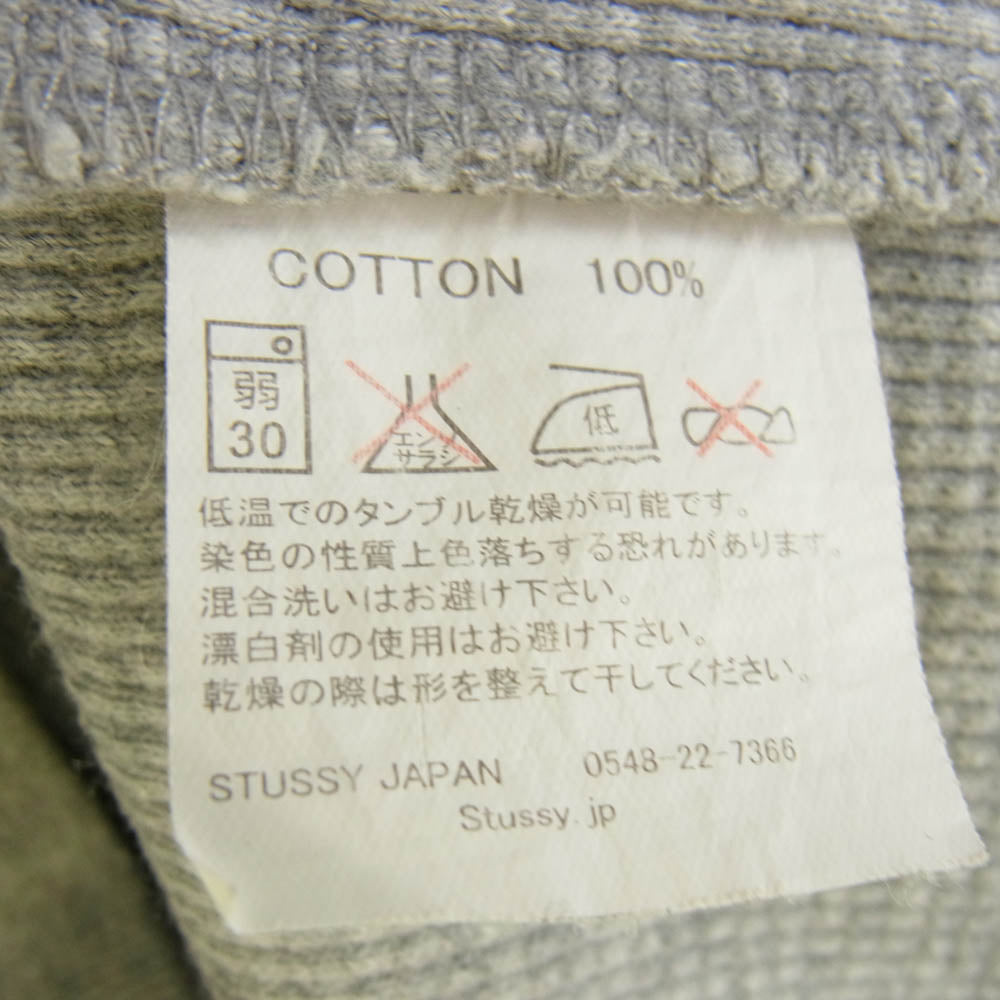 COTTON 100%
弱
30
エンソ
サラシ
低
低温でのタンブル乾燥が可能です。
染色の性質上色落ちする恐れがあります。
混合洗いはお避け下さい。
漂白剤の使用はお避け下さい。
乾燥の際は形を整えて干してください。
STUSSY JAPAN 0548-22-7366
Stussy.jp